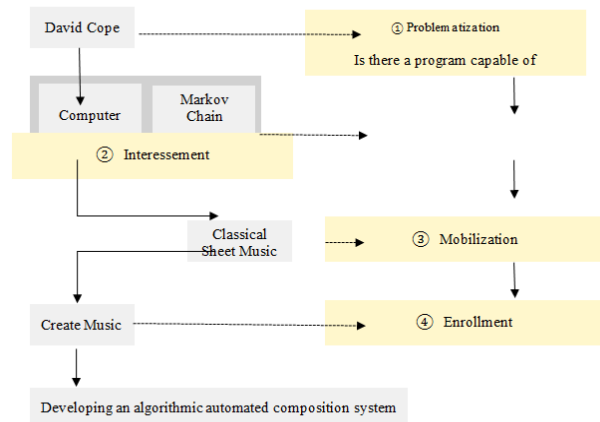 David Cope
① Problematization
Is there a program capable of
Computer
Markov
Chain
② Interessement
Classical
Sheet Music
③ Mobilization
Create Music
④ Enrollment
Developing an algorithmic automated composition system